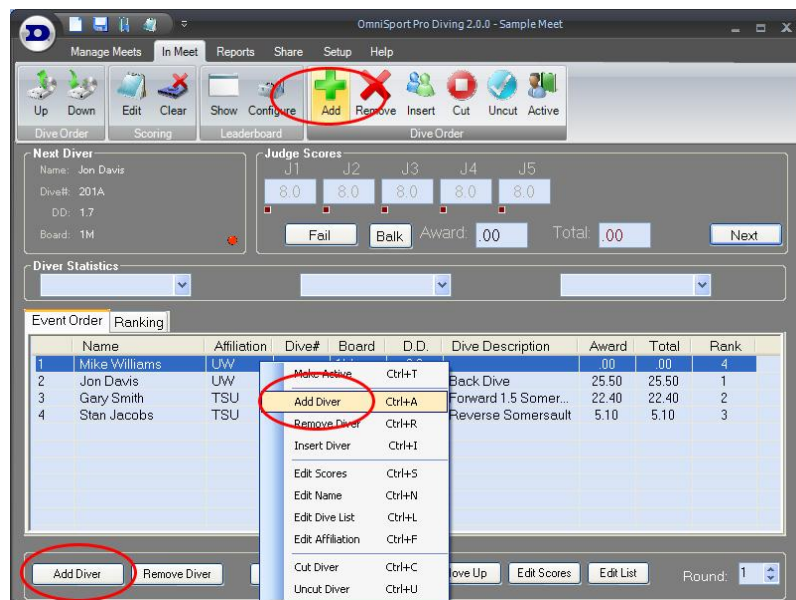 OmniSport Pro Diving 2.0.0 - Sample Meet
Manage Meets In Meet Reports Share Setup Help
Up Down Edit Clear Show Configure Add Remove Insert Cut Uncut Active
Dive Order Scoring Leaderboard Dive Order
Next Diver
Name: Jon Davis
Dive#: 201A
DD: 1.7
Board: 1M
Judge Scores
J1 J2 J3 J4 J5
8.0 8.0 8.0 8.0 8.0
Fail Balk Award: .00 Total: .00 Next
Diver Statistics
Event Order Ranking
Name Affiliation Dive# Board D.D. Dive Description Award Total Rank
1 Mike Williams UW .00 .00 4
2 Jon Davis UW Back Dive 25.50 25.50 1
3 Gary Smith TSU Forward 1.5 Somer... 22.40 22.40 2
4 Stan Jacobs TSU Reverse Somersault 5.10 5.10 3
Make Active Ctrl+T
Add Diver Ctrl+A
Remove Diver Ctrl+R
Insert Diver Ctrl+I
Edit Scores Ctrl+S
Edit Name Ctrl+N
Edit Dive List Ctrl+L
Edit Affiliation Ctrl+F
Cut Diver Ctrl+C
Uncut Diver Ctrl+U
Add Diver Remove Diver Up Edit Scores Edit List Round: 1